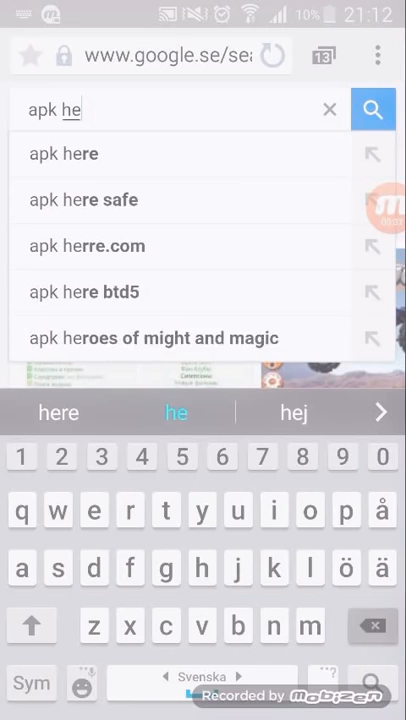 10% 21:12
www.google.se/sea
13
apk he
apk here
apk here safe
apk herre.com
apk here btd5
apk heroes of might and magic
here he hej
1 2 3 4 5 6 7 8 9 0
q w e r t y u i o p å
a s d f g h j k l ö ä
z x c v b n m
Sym Svenska ...?
Recorded by mobizen